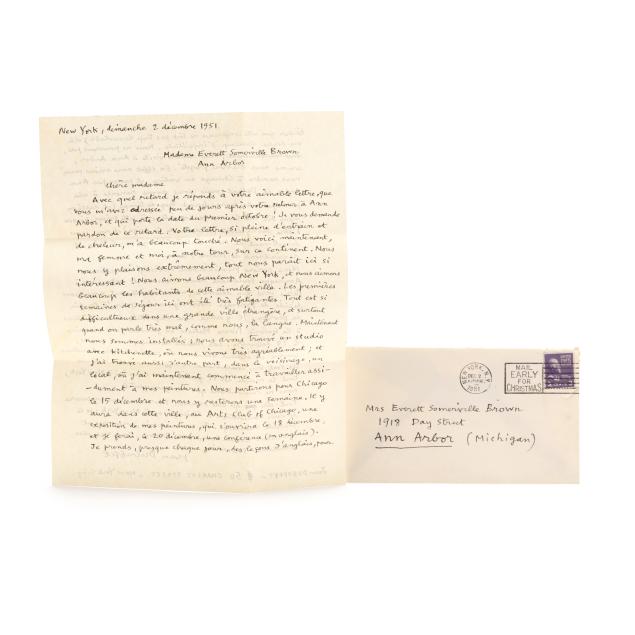 New York, dimanche 2 décembre 1951
Madame Everett Somerville Brown
Ann Arbor
Chère madame
Avec quel retard je réponds à votre aimable lettre, que
vous m'avez adressée peu de jours après votre retour à Ann
Arbor, et qui porte la date du premier octobre ! Je vous demande
pardon de ce retard. Votre lettre, si pleine d'entrain et
de chaleur, m'a beaucoup touché. Nous voici maintenant,
ma femme et moi, à notre tour, sur ce continent. Nous
nous y plaisons extrêmement, tout nous paraît ici si
intéressant ! Nous aimons beaucoup New York, et nous aimons
beaucoup les habitants de cette aimable ville. Les premières
semaines de séjour ici ont été très fatigantes. Tout est si
difficultueux dans une grande ville étrangère, et surtout
quand on parle très mal, comme nous, la langue. Maintenant
nous sommes installés ; nous avons trouvé un studio
avec kitchenette, où nous vivons très agréablement ; et
j'ai trouvé aussi, d'autre part, dans le voisinage, un
local, où j'ai maintenant commencé à travailler assi-
-dument à mes peintures. Nous partirons pour Chicago
le 15 décembre et nous y resterons une semaine. Il y
aura dans cette ville, au Arts Club of Chicago, une
exposition de mes peintures, qui s'ouvrira le 18 décembre,
et je ferai, le 20 décembre, une conférence (en anglais).
Je prends, presque chaque jour, des leçons d'anglais, pour
NEW YORK, N.Y.
DEC 2
1951
MAIL
EARLY
FOR
CHRISTMAS
Mrs Everett Somerville Brown
1918 Day Street
Ann Arbor (Michigan)